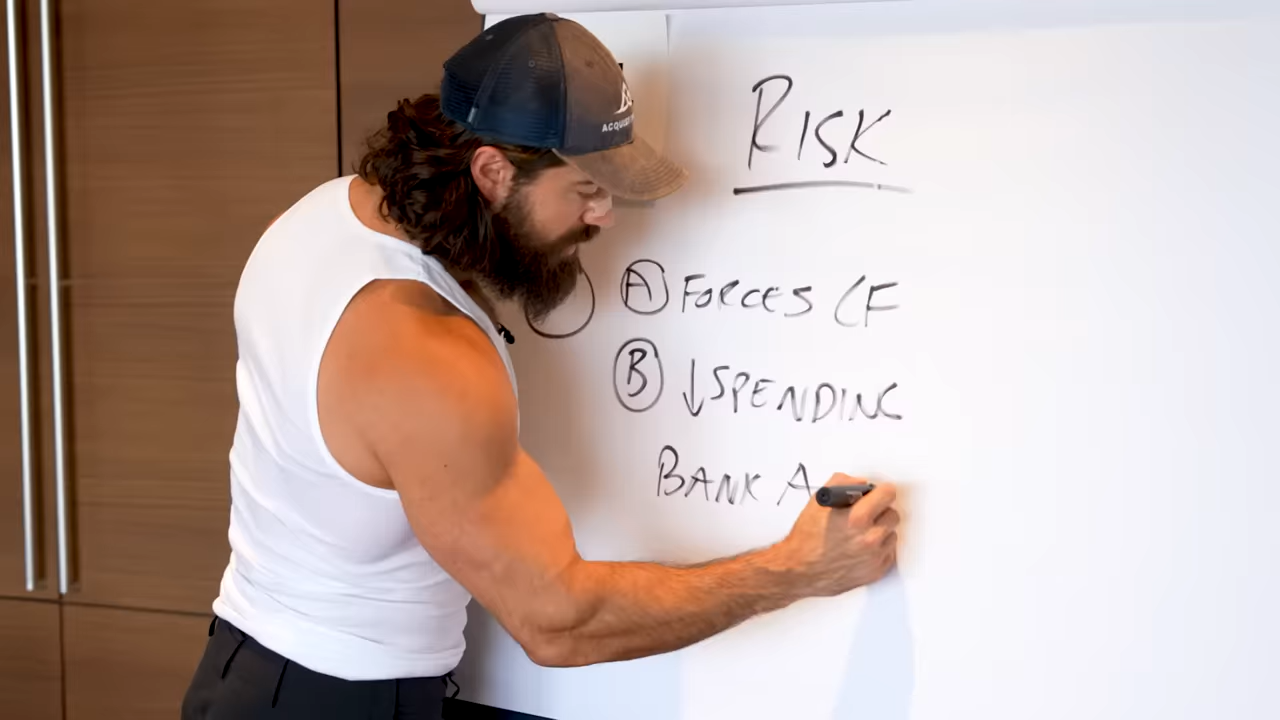 RISK
A FORCES CF
B ↓SPENDING
BANK A